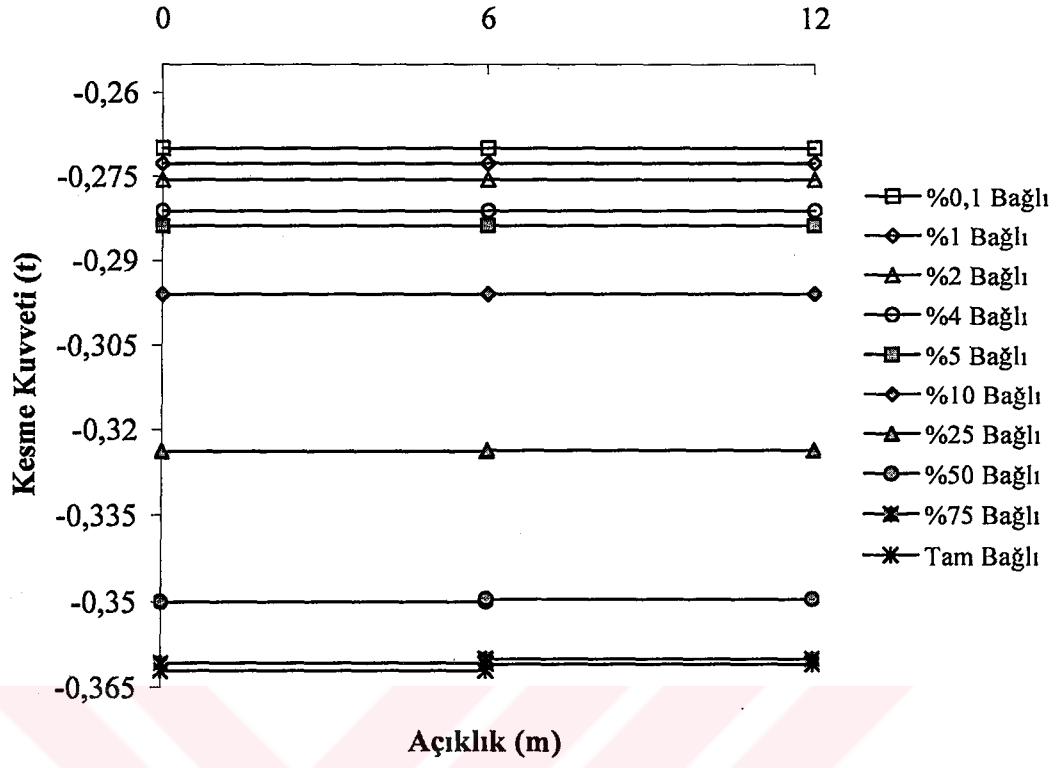 0 6 12
-0,26
-0,275
-0,29
-0,305
-0,32
-0,335
-0,35
-0,365
Kesme Kuvveti (t)
Açıklık (m)
%0,1 Bağlı
%1 Bağlı
%2 Bağlı
%4 Bağlı
%5 Bağlı
%10 Bağlı
%25 Bağlı
%50 Bağlı
%75 Bağlı
Tam Bağlı